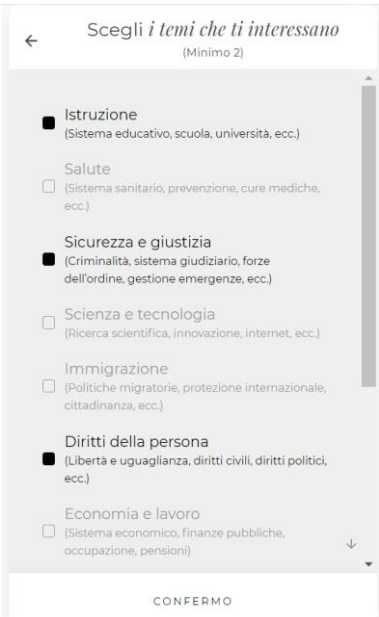 Scegli i temi che ti interessano
(Minimo 2)
Istruzione
(Sistema educativo, scuola, università, ecc.)
Salute
(Sistema sanitario, prevenzione, cure mediche,
ecc.)
Sicurezza e giustizia
(Criminalità, sistema giudiziario, forze
dell'ordine, gestione emergenze, ecc.)
Scienza e tecnologia
(Ricerca scientifica, innovazione, internet, ecc.)
Immigrazione
(Politiche migratorie, protezione internazionale,
cittadinanza, ecc.)
Diritti della persona
(Libertà e uguaglianza, diritti civili, diritti politici,
ecc.)
Economia e lavoro
(Sistema economico, finanze pubbliche,
occupazione, pensioni)
CONFERMO